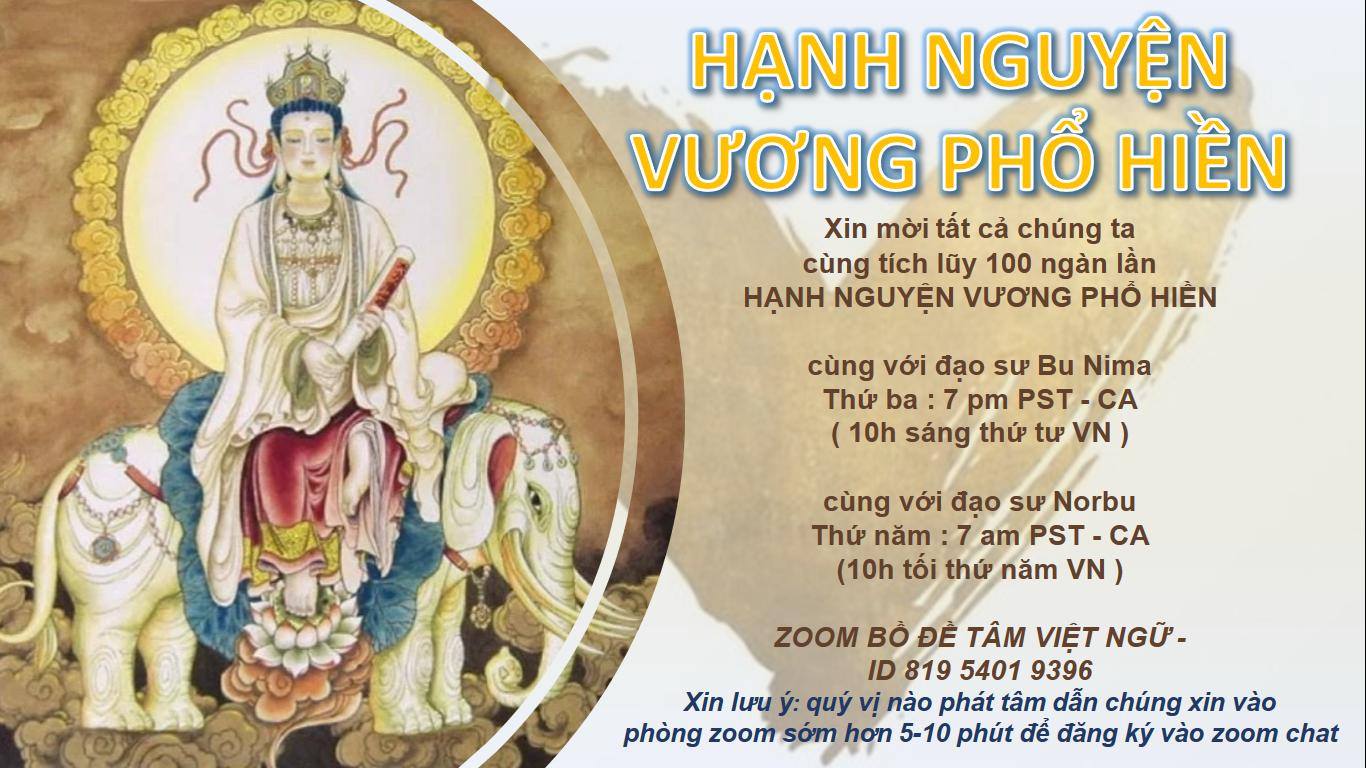 HẠNH NGUYỆN
VƯƠNG PHỔ HIỀN
Xin mời tất cả chúng ta
cùng tích lũy 100 ngàn lần
HẠNH NGUYỆN VƯƠNG PHỔ HIỀN
cùng với đạo sư Bu Nima
Thứ ba : 7 pm PST - CA
( 10h sáng thứ tư VN )
cùng với đạo sư Norbu
Thứ năm : 7 am PST - CA
(10h tối thứ năm VN )
ZOOM BỒ ĐỀ TÂM VIỆT NGỮ -
ID 819 5401 9396
Xin lưu ý: quý vị nào phát tâm dẫn chúng xin vào
phòng zoom sớm hơn 5-10 phút để đăng ký vào zoom chat